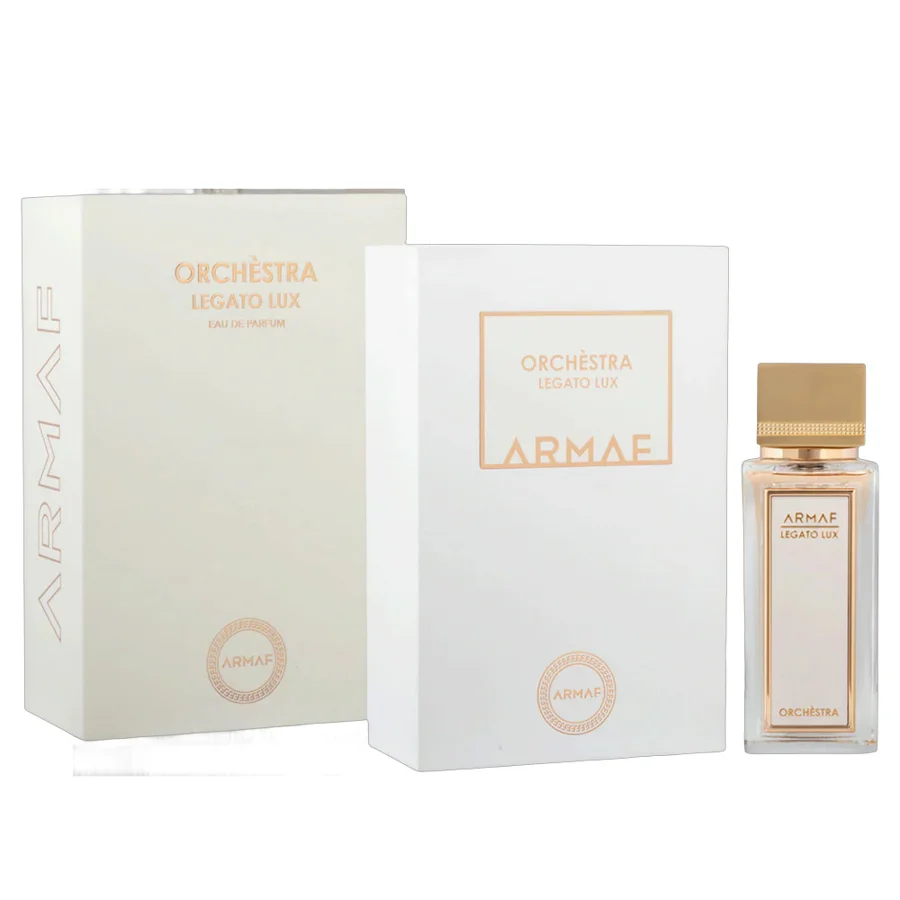 ARMAF
ORCHÈSTRA
LEGATO LUX
EAU DE PARFUM
ARMAF
ORCHÈSTRA
LEGATO LUX
ARMAF
ARMAF
ARMAF
LEGATO LUX
ORCHÈSTRA